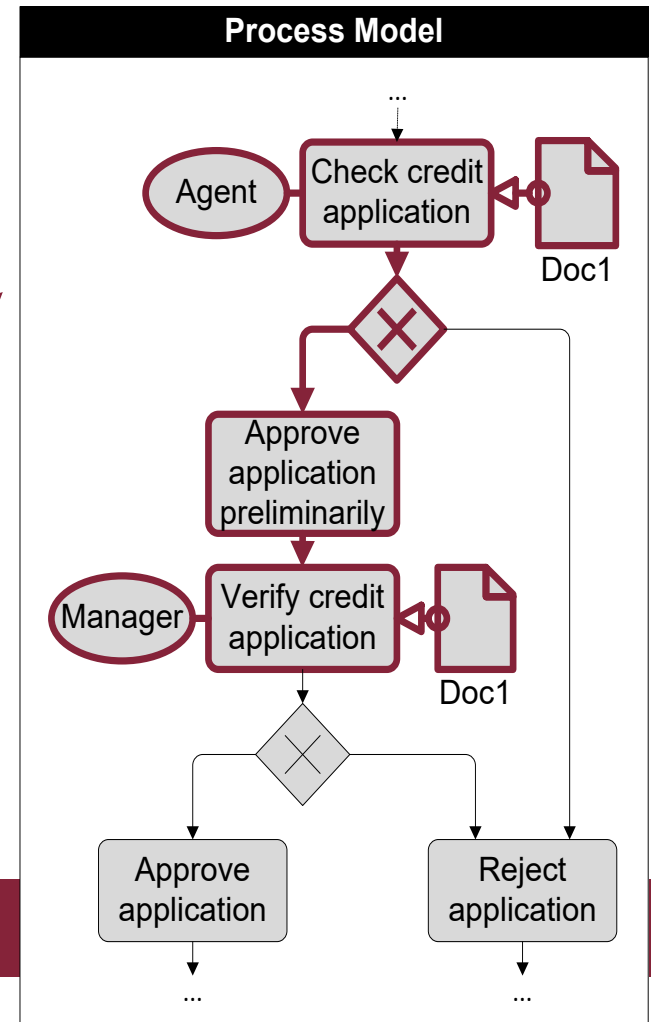 Process Model
...
Agent
Check credit
application
Doc1
Approve
application
preliminarily
Manager
Verify credit
application
Doc1
Approve
application
Reject
application
...
...